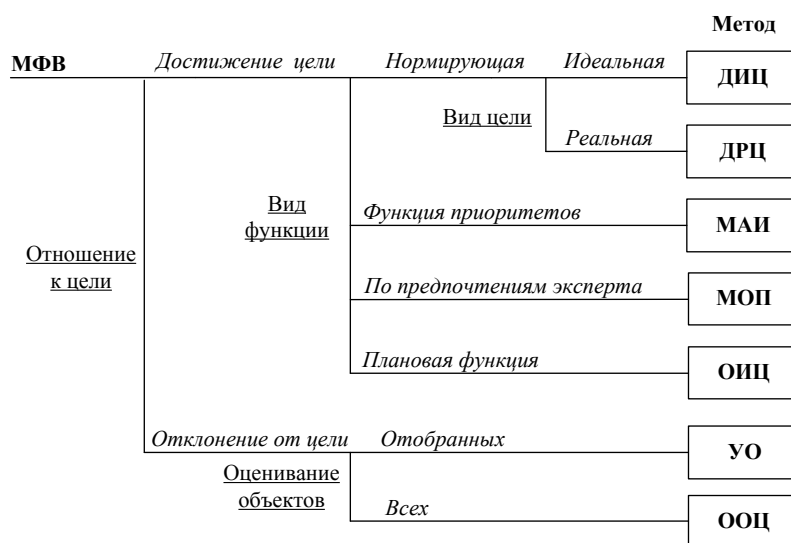 Метод
МФВ Достижение цели Нормирующая Идеальная ДИЦ
Вид цели
Реальная ДРЦ
Вид
функции
Функция приоритетов МАИ
Отношение
к цели
По предпочтениям эксперта МОП
Плановая функция ОИЦ
Отклонение от цели Отобранных УО
Оценивание
объектов
Всех ООЦ